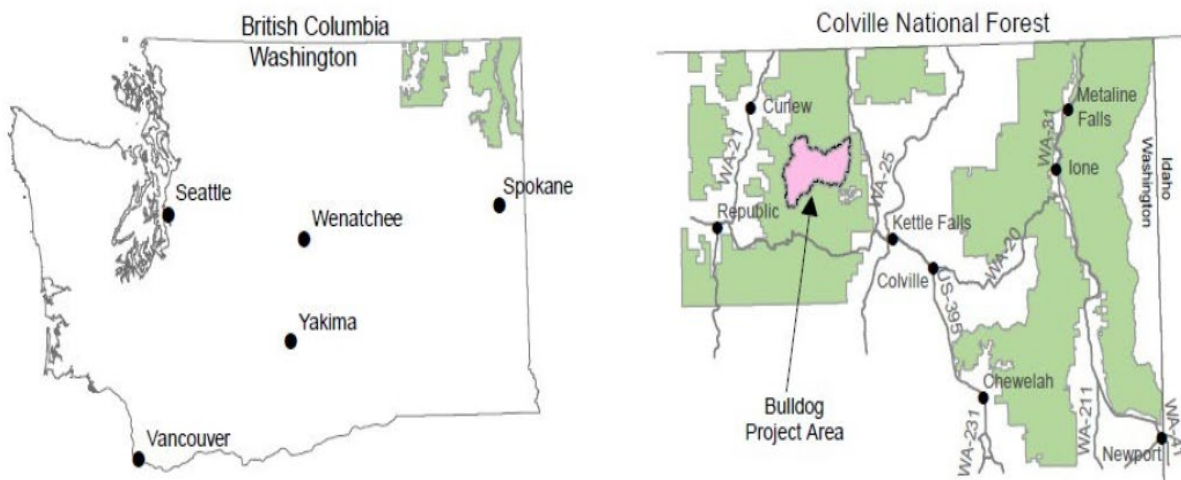 British Columbia
Washington
Seattle
Spokane
Wenatchee
Yakima
Vancouver
Colville National Forest
Curlew
Metaline
Falls
WA-21
WA-31
WA-25
Ione
Idaho
Washington
Republic
Kettle Falls
WA-20
Colville
US-395
Chewelah
Bulldog
Project Area
WA-231
WA-211
WA-41
Newport